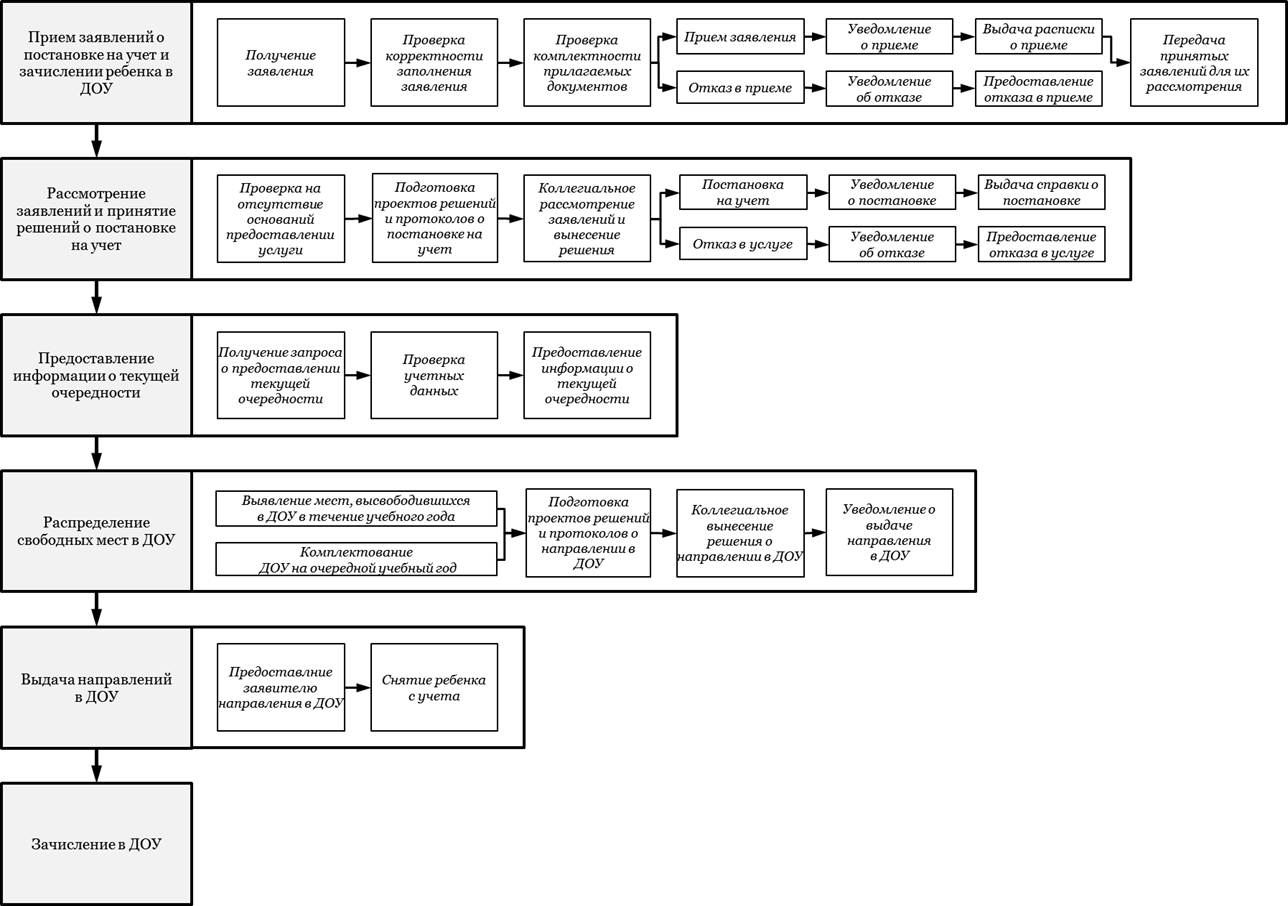 Прием заявлений о
постановке на учет и
зачислении ребенка в
ДОУ
Получение
заявления
Проверка
корректности
заполнения
заявления
Проверка
комплектности
прилагаемых
документов
Прием заявления
Уведомление
о приеме
Выдача расписки
о приеме
Отказ в приеме
Уведомление
об отказе
Предоставление
отказа в приеме
Передача
принятых
заявлений для их
рассмотрения
Рассмотрение
заявлений и принятие
решений о постановке
на учет
Проверка на
отсутствие
оснований
предоставлении
услуги
Подготовка
проектов решений
и протоколов о
постановке на
учет
Коллегиальное
рассмотрение
заявлений и
вынесение
решения
Постановка
на учет
Уведомление
о постановке
Выдача справки о
постановке
Отказ в услуге
Уведомление
об отказе
Предоставление
отказа в услуге
Предоставление
информации о текущей
очередности
Получение запроса
о предоставлении
текущей
очередности
Проверка
учетных
данных
Предоставление
информации о
текущей
очередности
Распределение
свободных мест в ДОУ
Выявление мест, высвободившихся
в ДОУ в течение учебного года
Комплектование
ДОУ на очередной учебный год
Подготовка
проектов решений
и протоколов о
направлении в
ДОУ
Коллегиальное
вынесение
решения о
направлении в ДОУ
Уведомление о
выдаче
направления
в ДОУ
Выдача направлений
в ДОУ
Предоставлние
заявителю
направления в ДОУ
Снятие ребенка
с учета
Зачисление в ДОУ